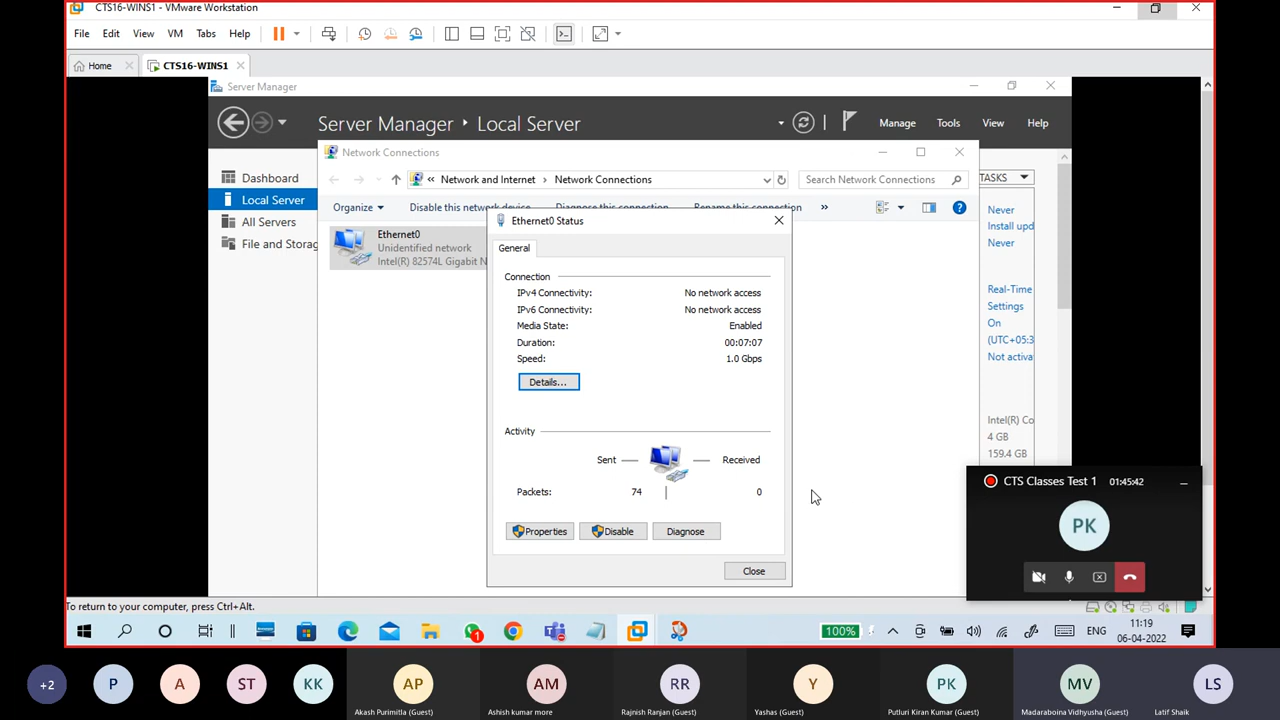 CTS16-WINS1 - VMware Workstation
File Edit View VM Tabs Help
Home CTS16-WINS1
Server Manager
Server Manager Local Server
Manage Tools View Help
Network Connections
Network and Internet Network Connections
Search Network Connections
Organize Disable this network device Diagnose this connection Rename this connection »
Dashboard
Local Server
All Servers
File and Storag
TASKS
Never
Install upd
Never
Real-Time
Settings
On
(UTC+05:3
Not activa
Intel(R) Co
4 GB
159.4 GB
Ethernet0
Unidentified network
Intel(R) 82574L Gigabit N
Ethernet0 Status
General
Connection
IPv4 Connectivity: No network access
IPv6 Connectivity: No network access
Media State: Enabled
Duration: 00:07:07
Speed: 1.0 Gbps
Details...
Activity
Sent Received
Packets: 74 0
Properties Disable Diagnose
Close
CTS Classes Test 1 01:45:42
PK
To return to your computer, press Ctrl+Alt.
1
100%
ENG
11:19
06-04-2022
+2 P A ST KK AP AM RR Y PK MV LS
Akash Purimitla (Guest) Ashish kumar more Rajnish Ranjan (Guest) Yashas (Guest) Putluri Kiran Kumar (Guest) Madaraboina Vidhyusha (Guest) Latif Shaik